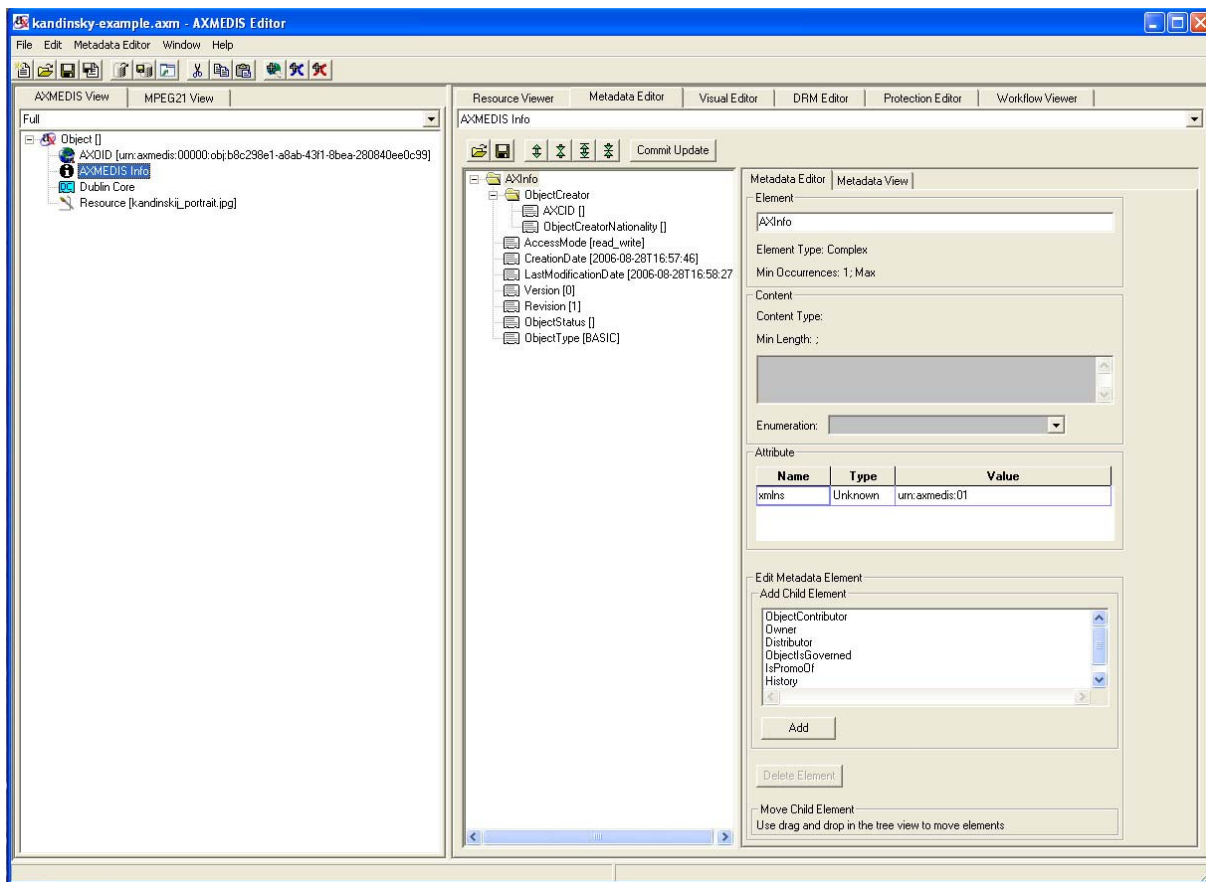 kandinsky-example.axm - AXMEDIS Editor
File Edit Metadata Editor Window Help
AXMEDIS View MPEG21 View
Full
Object []
AXOID [urn:axmedis:00000:obj:b8c298e1-a8ab-43f1-8bea-280840ee0c99]
AXMEDIS Info
DC Dublin Core
Resource [kandinskij_portrait.jpg]
Resource Viewer Metadata Editor Visual Editor DRM Editor Protection Editor Workflow Viewer
AXMEDIS Info
Commit Update
AXInfo
ObjectCreator
AXCID []
ObjectCreatorNationality []
AccessMode [read_write]
CreationDate [2006-08-28T16:57:46]
LastModificationDate [2006-08-28T16:58:27
Version [0]
Revision [1]
ObjectStatus []
ObjectType [BASIC]
Metadata Editor Metadata View
Element
AXInfo
Element Type: Complex
Min Occurrences: 1; Max
Content
Content Type:
Min Length: ;
Enumeration:
Attribute
Name Type Value
xmlns Unknown urn:axmedis:01
Edit Metadata Element
Add Child Element
ObjectContributor
Owner
Distributor
ObjectIsGoverned
IsPromoOf
History
Add
Delete Element
Move Child Element
Use drag and drop in the tree view to move elements